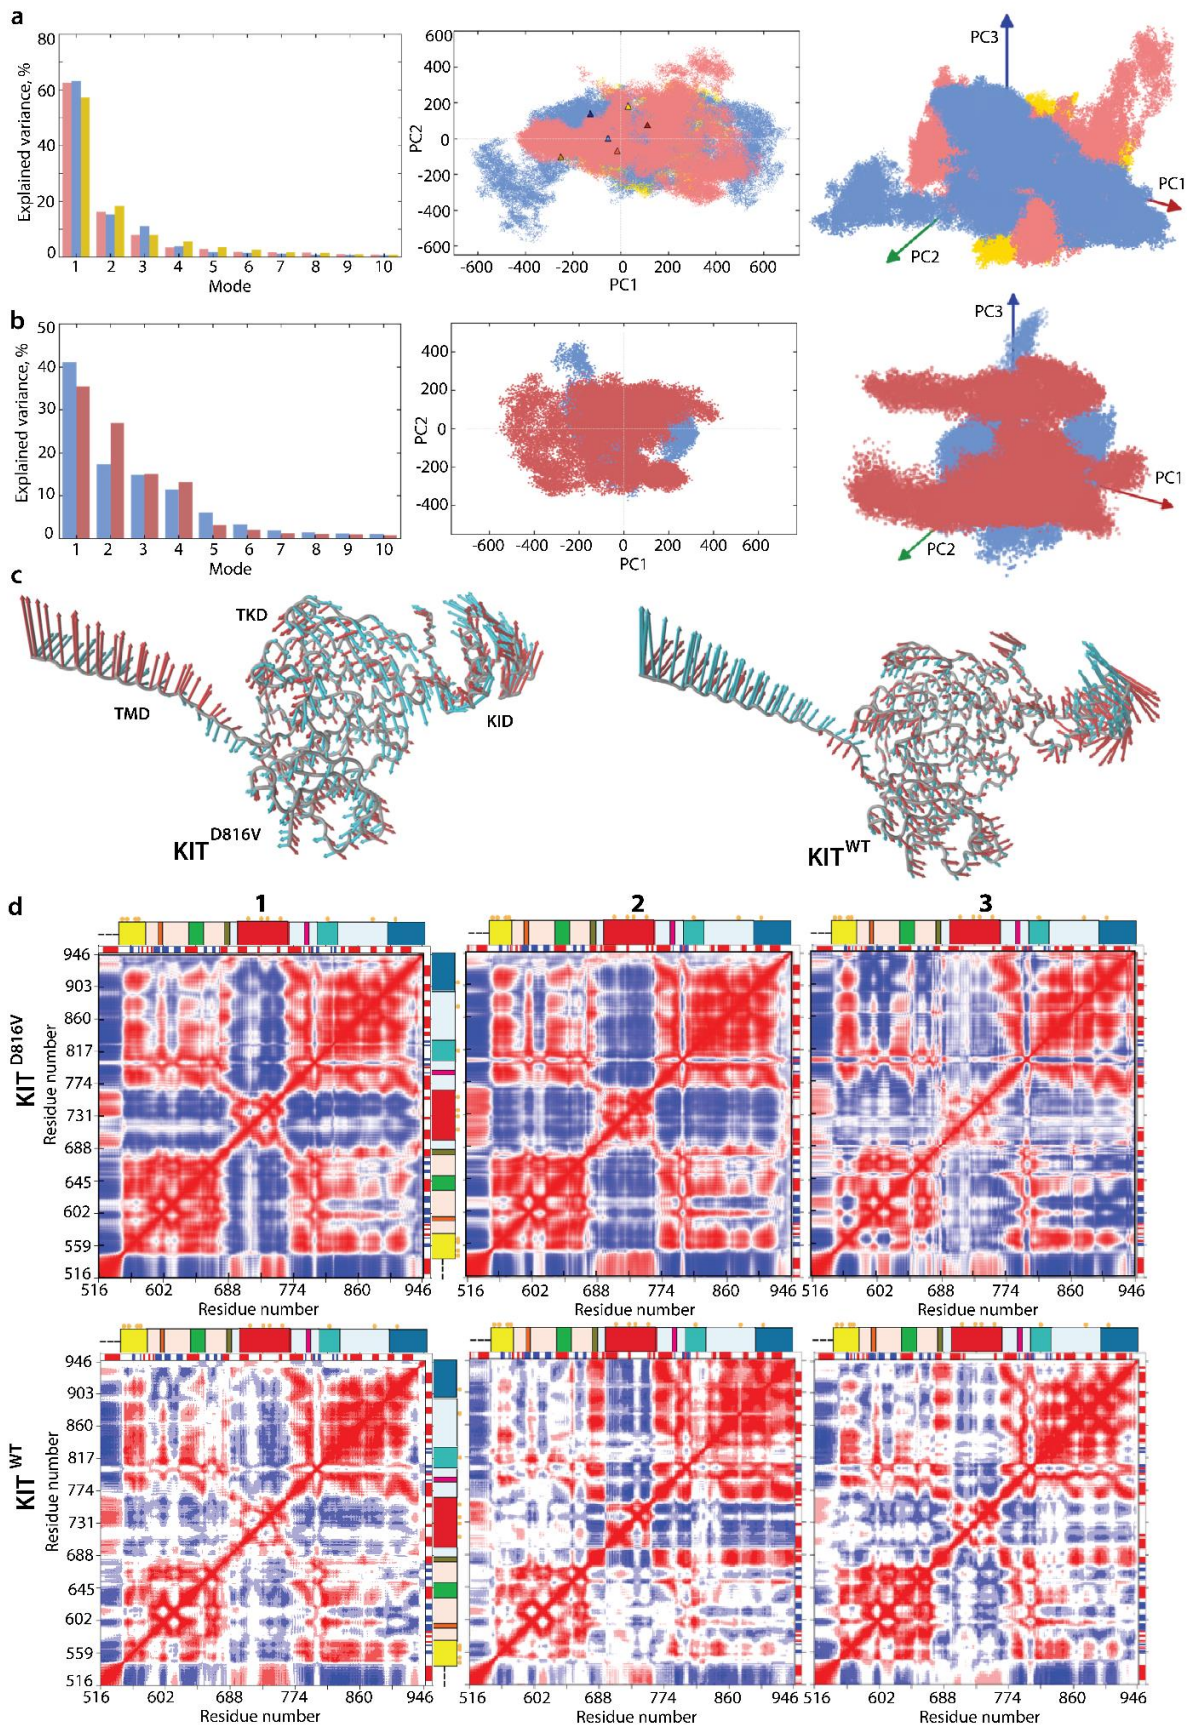 a
80
60
40
20
0
Explained variance, %
1 2 3 4 5 6 7 8 9 10
Mode
600
400
200
0
-200
-400
-600
PC2
-600 -400 -200 0 200 400 600
PC1
PC3
PC1
PC2
b
50
40
30
20
10
0
Explained variance, %
1 2 3 4 5 6 7 8 9 10
Mode
400
200
0
-200
-400
PC2
-600 -400 -200 0 200 400 600
PC1
PC3
PC1
PC2
c
TKD
TMD
KID
KIT D816V
KIT WT
d
1 2 3
KIT D816V
Residue number
946
903
860
817
774
731
688
645
602
559
516
516 602 688 774 860 946
Residue number
602 688 774 860 946
Residue number
602 688 774 860 946
Residue number
KIT WT
Residue number
946
903
860
817
774
731
688
645
602
559
516
516 602 688 774 860 946
Residue number
516 602 688 774 860 946
Residue number
516 602 688 774 860 946
Residue number